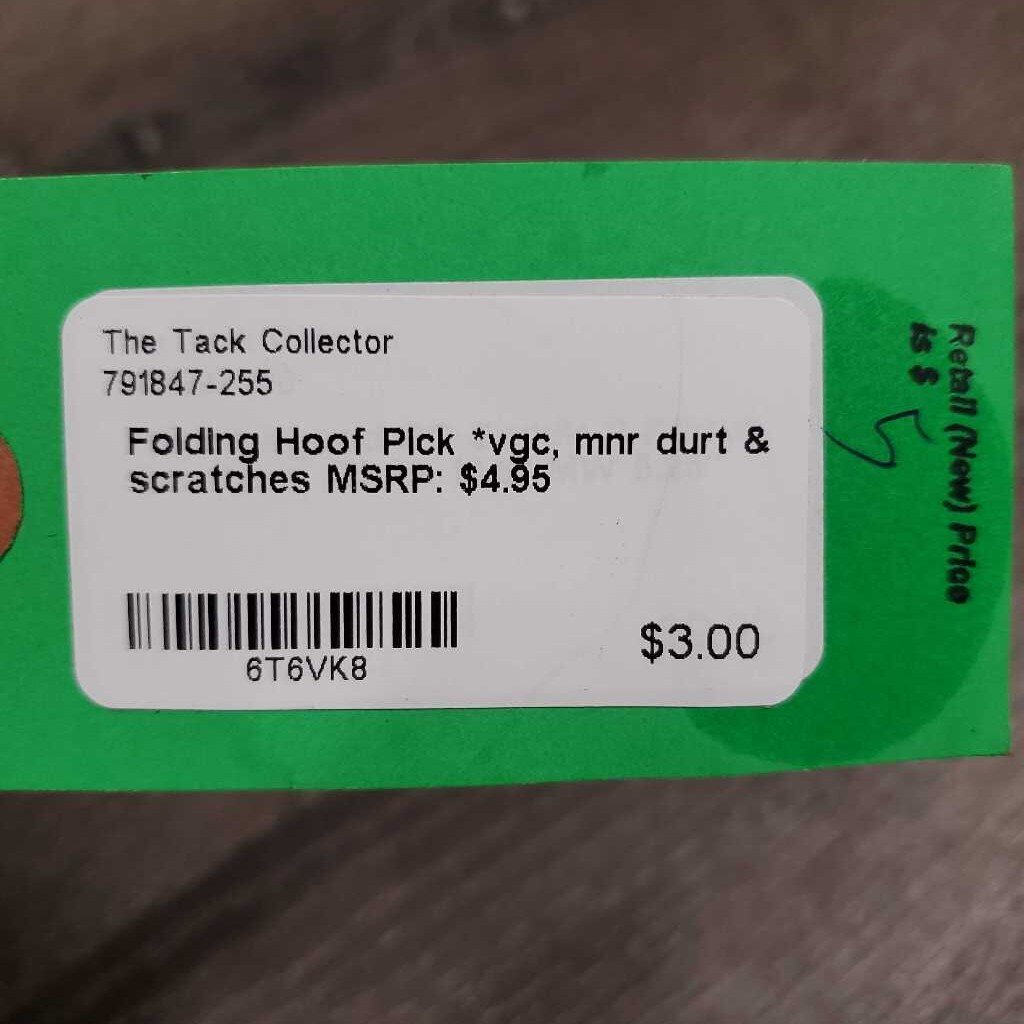 The Tack Collector
791847-255
Folding Hoof Pick *vgc, mnr durt &
scratches MSRP: $4.95
6T6VK8
$3.00
Retail (New) Price
is $ 5